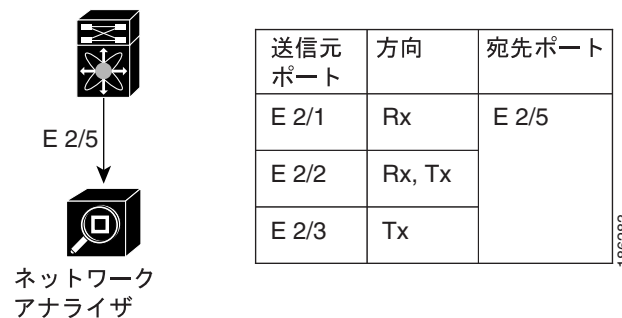 E 2/5
ネットワーク
アナライザ
送信元
ポート
方向
宛先ポート
E 2/1
Rx
E 2/5
E 2/2
Rx, Tx
E 2/3
Tx